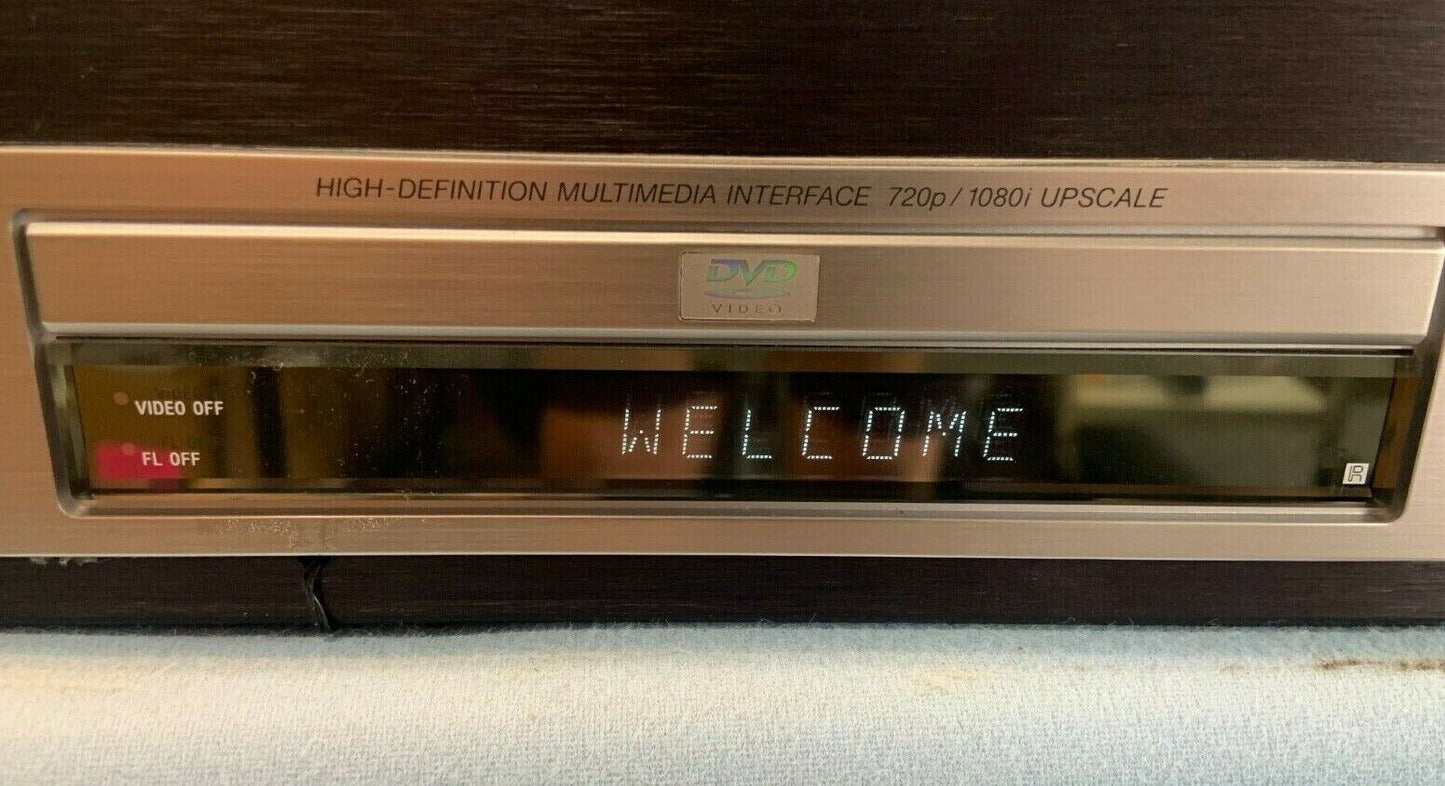 HIGH-DEFINITION MULTIMEDIA INTERFACE 720p/1080i UPSCALE
DVD
VIDEO
VIDEO OFF
WELCOME
FL OFF